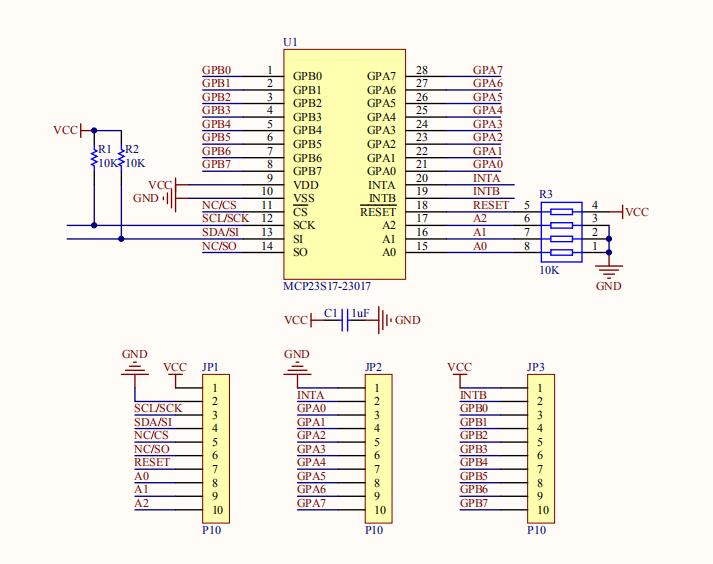 U1
GPB0 1 GPB0 GPA7 28 GPA7
GPB1 2 GPB1 GPA6 27 GPA6
GPB2 3 GPB2 GPA5 26 GPA5
GPB3 4 GPB3 GPA4 25 GPA4
GPB4 5 GPB4 GPA3 24 GPA3
VCC
GPB5 6 GPB5 GPA2 23 GPA2
R1 R2
GPB6 7 GPB6 GPA1 22 GPA1
10K 10K
GPB7 8 GPB7 GPA0 21 GPA0
VCC 9 VDD INTA 20 INTA
GND 10 VSS INTB 19 INTB
R3
NC/CS 11 CS RESET 18 RESET 5 4 VCC
SCL/SCK 12 SCK A2 17 A2 6 3
SDA/SI 13 SI A1 16 A1 7 2
NC/SO 14 SO A0 15 A0 8 1
10K
GND
MCP23S17-23017
VCC C1 1uF GND
GND VCC JP1
1
2
SCL/SCK 3
SDA/SI 4
NC/CS 5
NC/SO 6
RESET 7
A0 8
A1 9
A2 10
P10
GND JP2
1
INTA 2
GPA0 3
GPA1 4
GPA2 5
GPA3 6
GPA4 7
GPA5 8
GPA6 9
GPA7 10
P10
VCC JP3
1
INTB 2
GPB0 3
GPB1 4
GPB2 5
GPB3 6
GPB4 7
GPB5 8
GPB6 9
GPB7 10
P10